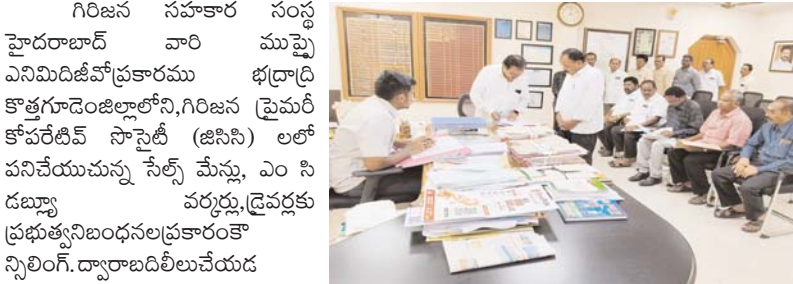 గిరిజన సహకార సంస్థ
హైదరాబాద్ వారి ముప్పై
ఎనిమిదిజీవోప్రకారము భద్రాద్రి
కొత్తగూడెంజిల్లాలోని,గిరిజన ప్రైమరీ
కోపరేటివ్ సొసైటీ (జిసిసి) లలో
పనిచేయుచున్న సేల్స్ మేన్లు, ఎం సి
డబ్ల్యూ వర్కర్లు,డ్రైవర్లకు
ప్రభుత్వనిబంధనలప్రకారంకౌ
న్సిలింగ్.ద్వారాబదిలీలుచేయడ